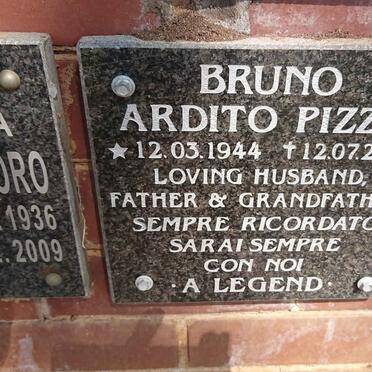 A
ORO
1936
2009
BRUNO
ARDITO PIZZ
12.03.1944 12.07.2
LOVING HUSBAND,
FATHER & GRANDFATH
SEMPRE RICORDATO
SARAI SEMPRE
CON NOI
· A LEGEND ·